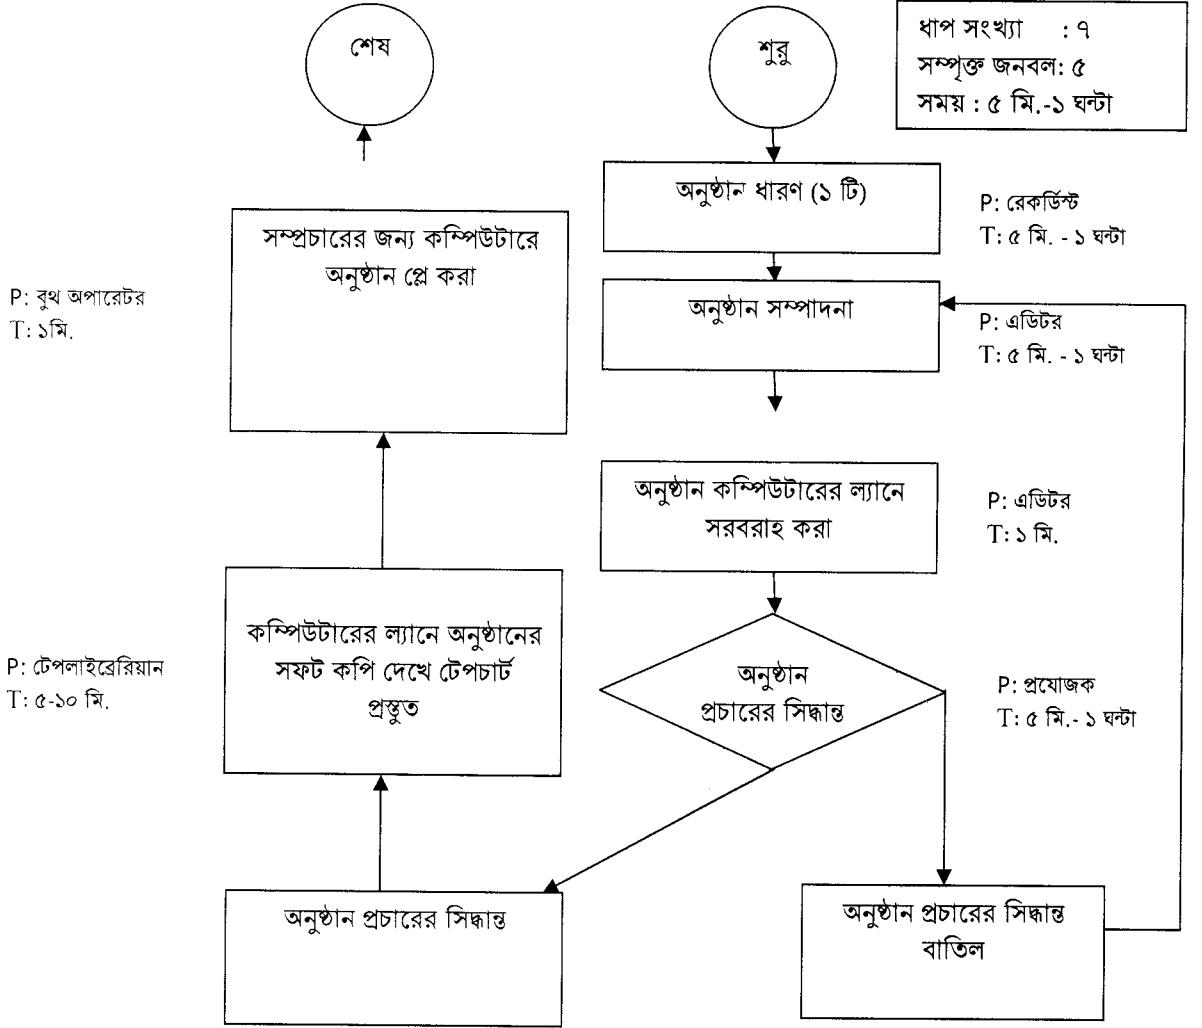 শেষ
শুরু
ধাপ সংখ্যা : ৭
সম্পৃক্ত জনবল: ৫
সময় : ৫ মি.-১ ঘন্টা
অনুষ্ঠান ধারণ (১ টি)
P: রেকর্ডিস্ট
T: ৫ মি. - ১ ঘন্টা
অনুষ্ঠান সম্পাদনা
P: এডিটর
T: ৫ মি. - ১ ঘন্টা
অনুষ্ঠান কম্পিউটারের ল্যানে
সরবরাহ করা
P: এডিটর
T: ১ মি.
অনুষ্ঠান
প্রচারের সিদ্ধান্ত
P: প্রযোজক
T: ৫ মি.- ১ ঘন্টা
অনুষ্ঠান প্রচারের সিদ্ধান্ত
বাতিল
অনুষ্ঠান প্রচারের সিদ্ধান্ত
কম্পিউটারের ল্যানে অনুষ্ঠানের
সফট কপি দেখে টেপচার্ট
প্রস্তুত
P: টেপলাইব্রেরিয়ান
T: ৫-১০ মি.
সম্প্রচারের জন্য কম্পিউটারে
অনুষ্ঠান প্লে করা
P: বুথ অপারেটর
T: ১মি.